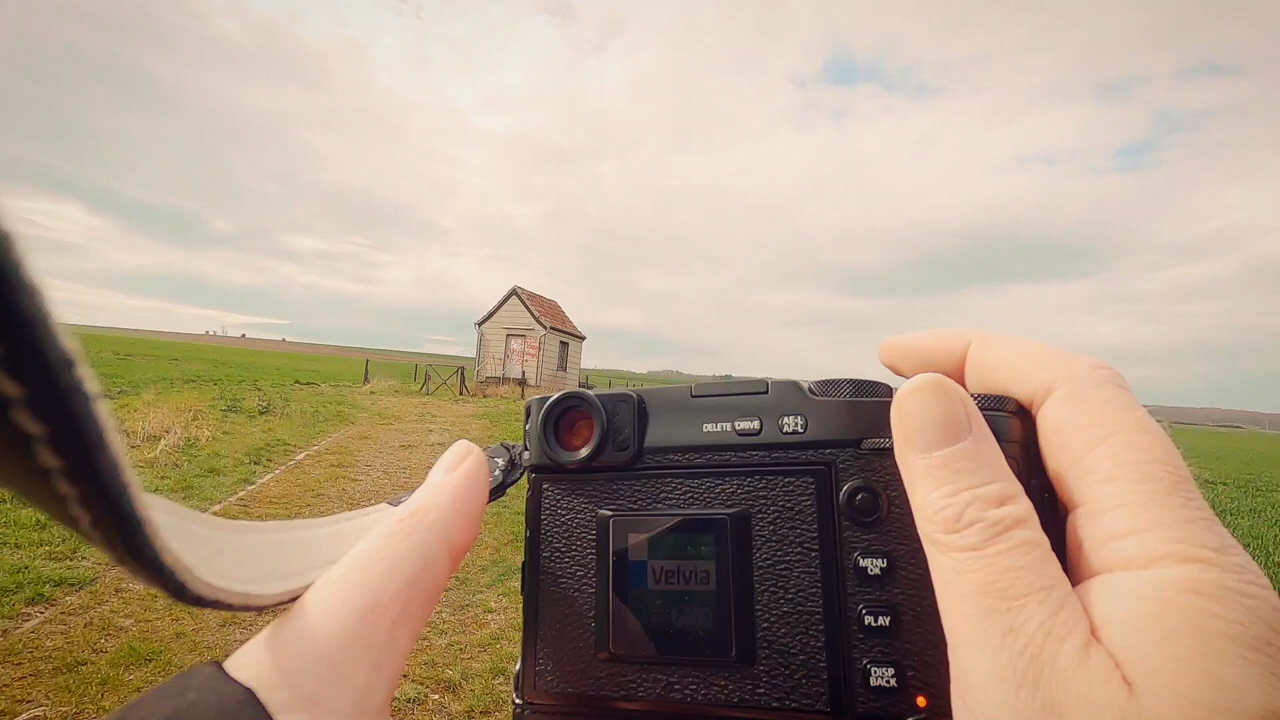 DELETE DRIVE
AE-L
AF-L
Velvia
MENU
OK
PLAY
DISP
BACK